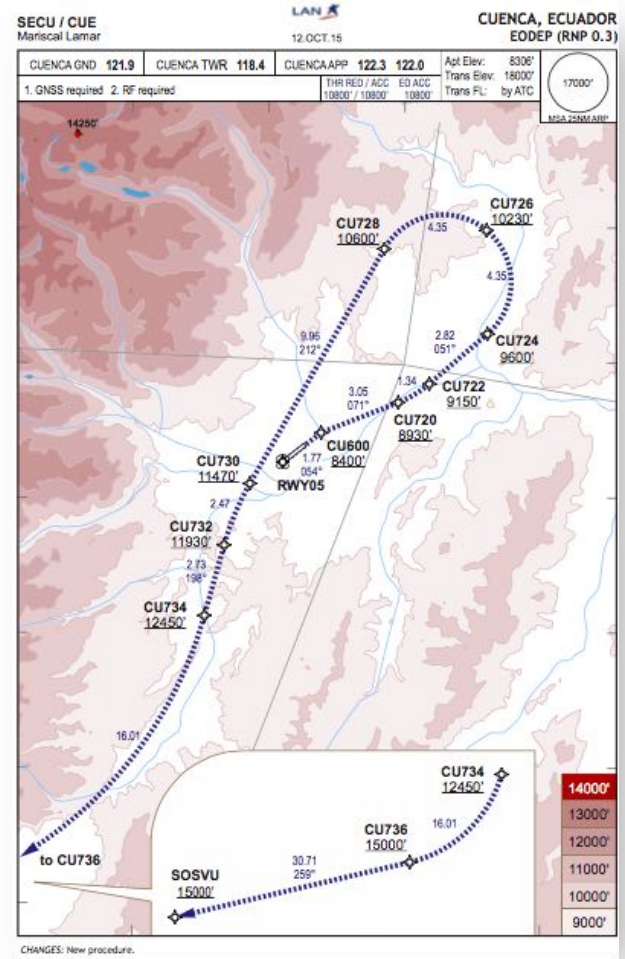 SECU / CUE
Mariscal Lamar
LAN
12.OCT.15
CUENCA, ECUADOR
EODEP (RNP 0.3)
CUENCA GND 121.9
CUENCA TWR 118.4
CUENCA APP 122.3 122.0
Apt Elev: 8306'
Trans Elev: 18000'
Trans FL: by ATC
1. GNSS required 2. RF required
THR RED / ACC EO ACC
10800' / 10800' 10800'
17000'
MSA 25NM ARP
14250'
CU726
10230'
CU728
10600'
4.35
4.35
9.95
212°
2.82
051°
CU724
9600'
3.05
071°
1.34
CU722
9150'
CU720
8930'
CU600
8400'
1.77
054°
RWY05
CU730
11470'
2.47
CU732
11930'
2.73
198°
CU734
12450'
16.01
to CU736
CU734
12450'
16.01
CU736
15000'
30.71
259°
SOSVU
15000'
14000'
13000'
12000'
11000'
10000'
9000'
CHANGES: New procedure.